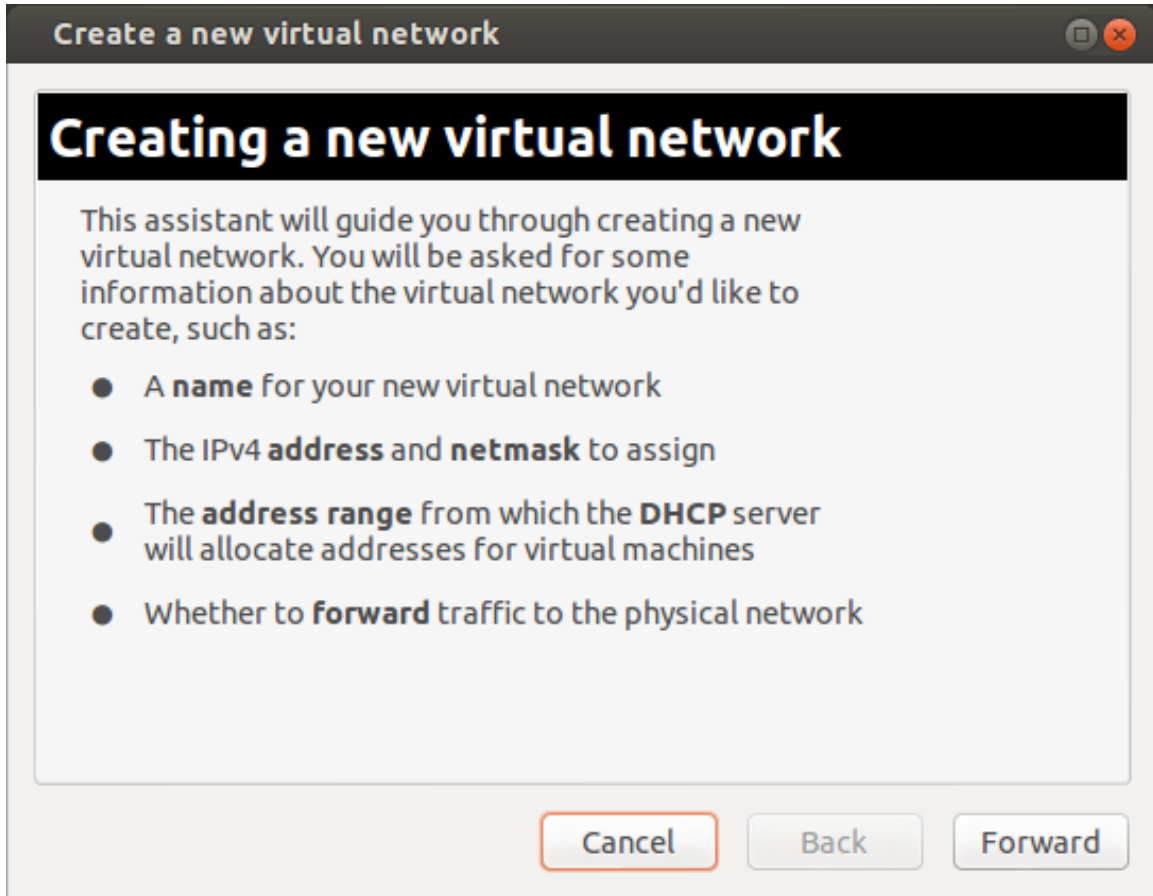 Create a new virtual network
Creating a new virtual network
This assistant will guide you through creating a new
virtual network. You will be asked for some
information about the virtual network you'd like to
create, such as:
● A name for your new virtual network
● The IPv4 address and netmask to assign
● The address range from which the DHCP server
will allocate addresses for virtual machines
● Whether to forward traffic to the physical network
Cancel Back Forward